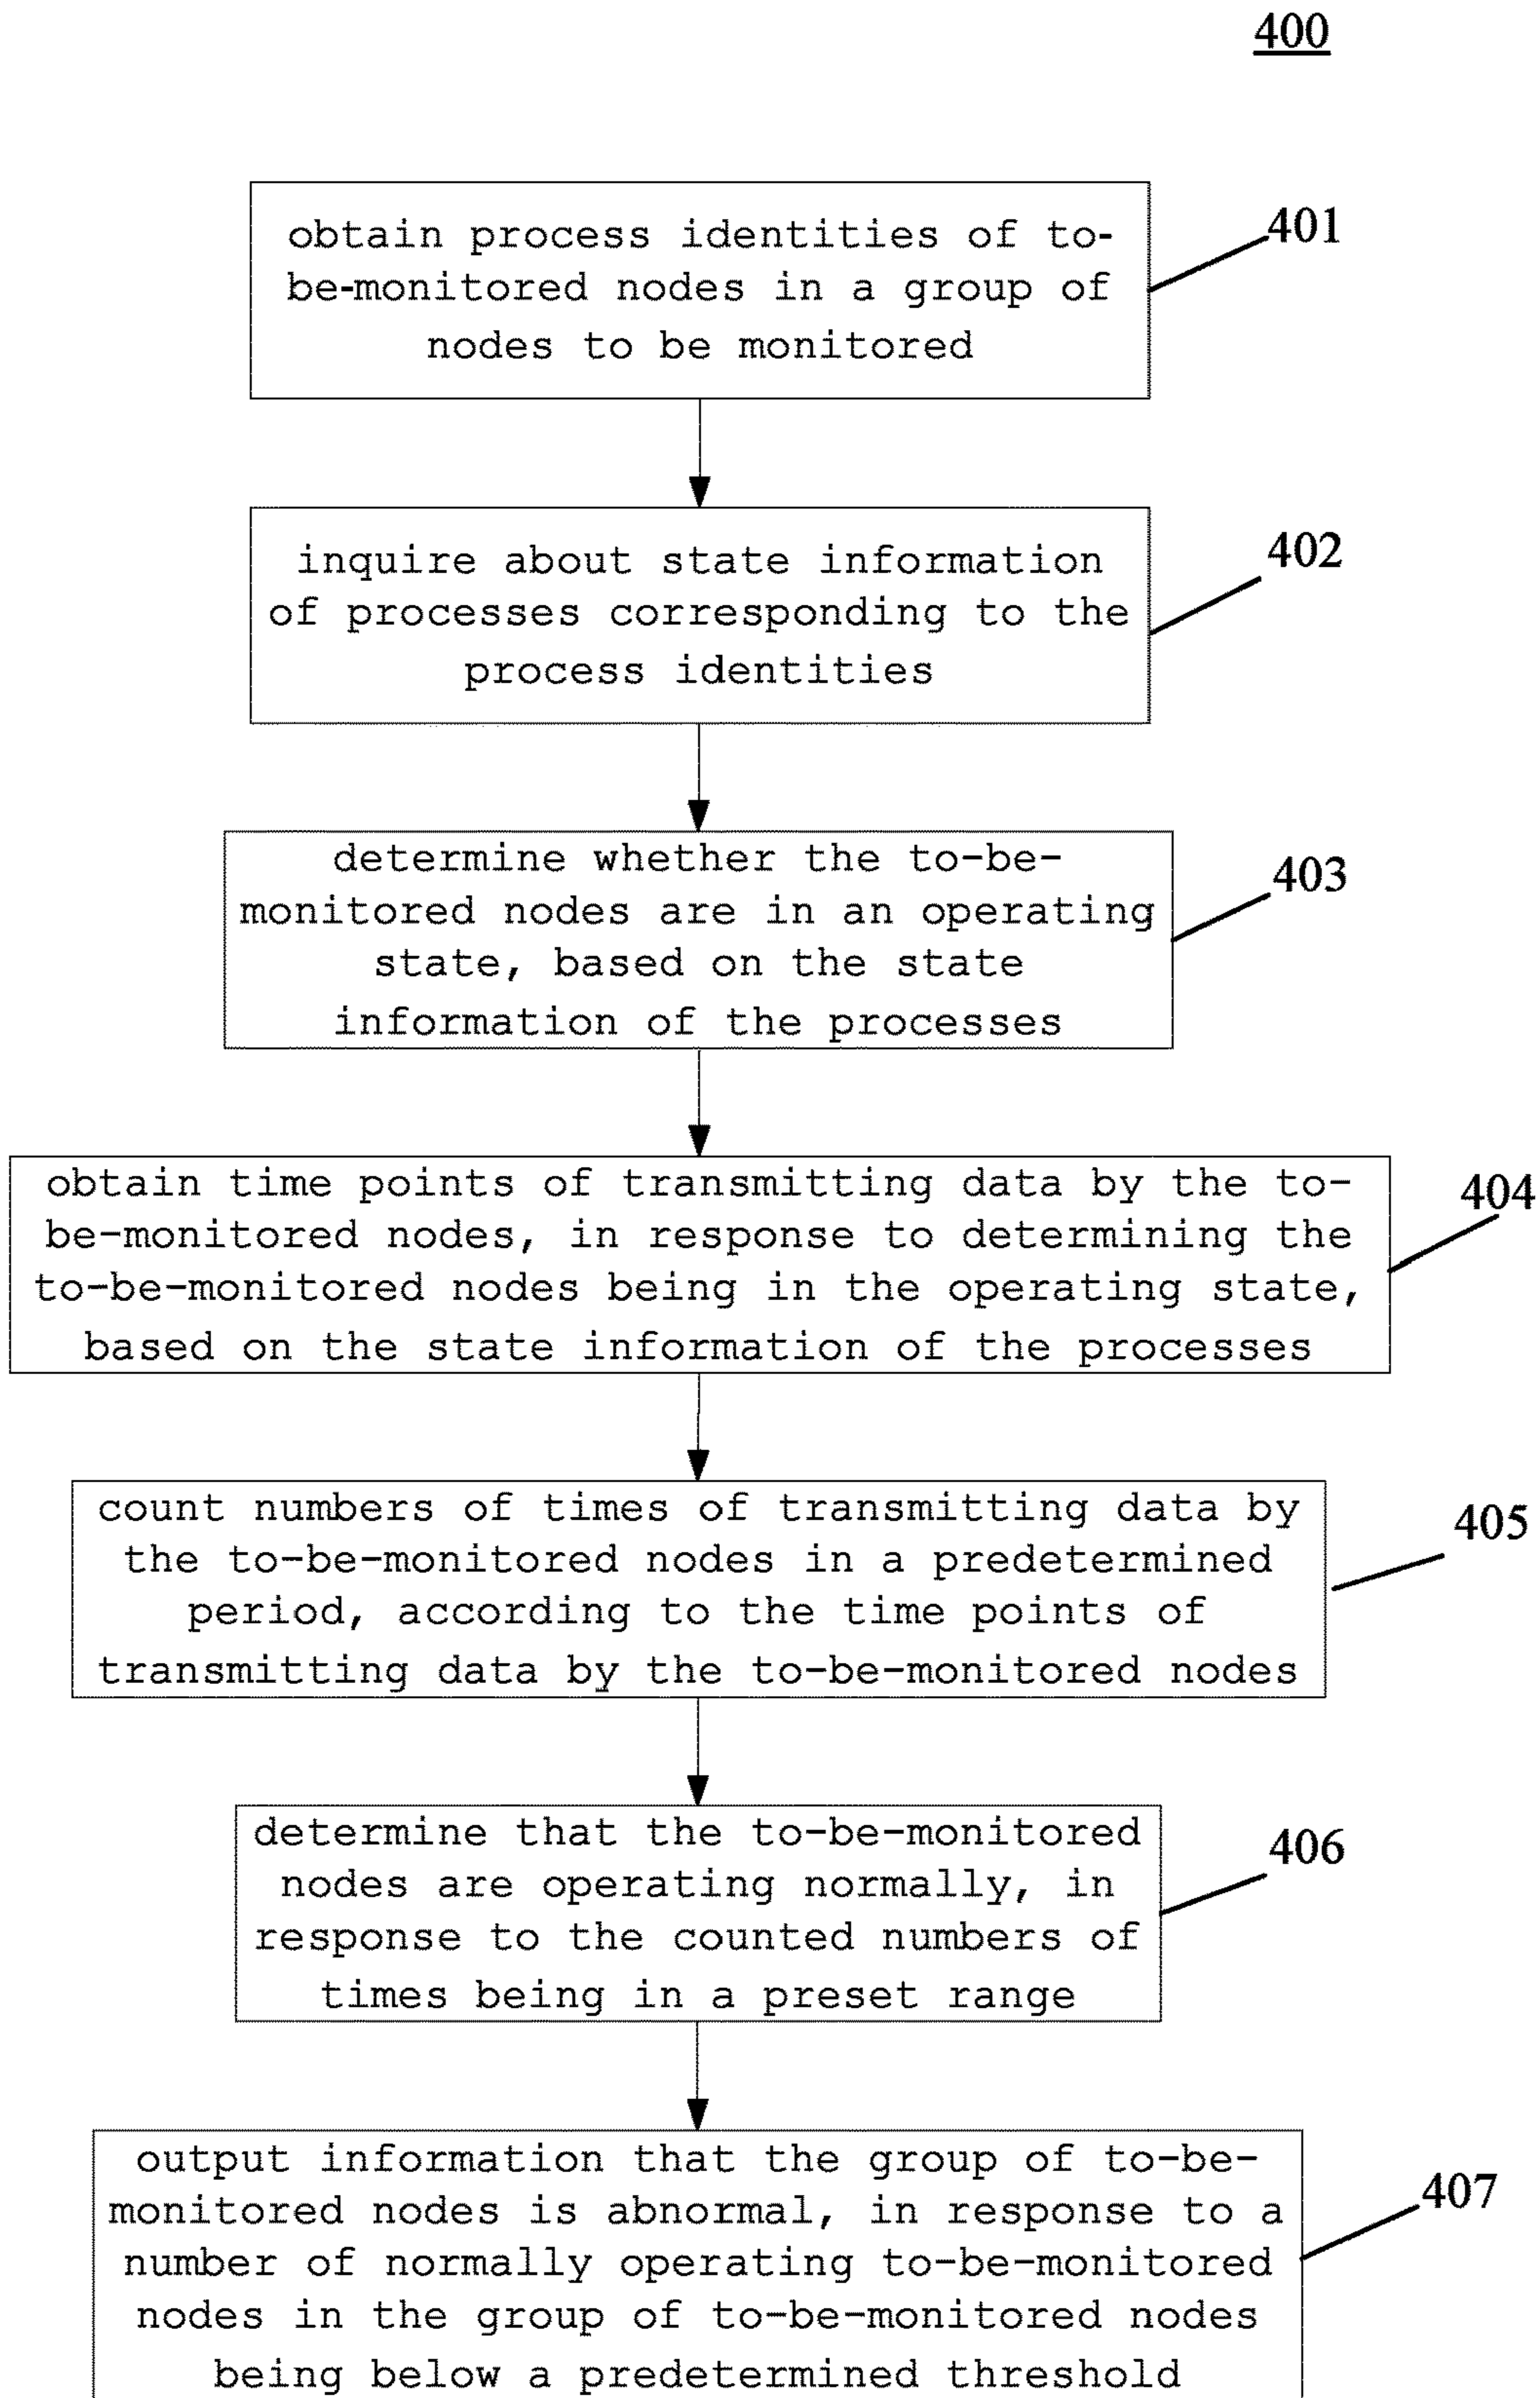 400
obtain process identities of to-
be-monitored nodes in a group of
nodes to be monitored
401
inquire about state information
of processes corresponding to the
process identities
402
determine whether the to-be-
monitored nodes are in an operating
state, based on the state
information of the processes
403
obtain time points of transmitting data by the to-
be-monitored nodes, in response to determining the
to-be-monitored nodes being in the operating state,
based on the state information of the processes
404
count numbers of times of transmitting data by
the to-be-monitored nodes in a predetermined
period, according to the time points of
transmitting data by the to-be-monitored nodes
405
determine that the to-be-monitored
nodes are operating normally, in
response to the counted numbers of
times being in a preset range
406
output information that the group of to-be-
monitored nodes is abnormal, in response to a
number of normally operating to-be-monitored
nodes in the group of to-be-monitored nodes
being below a predetermined threshold
407